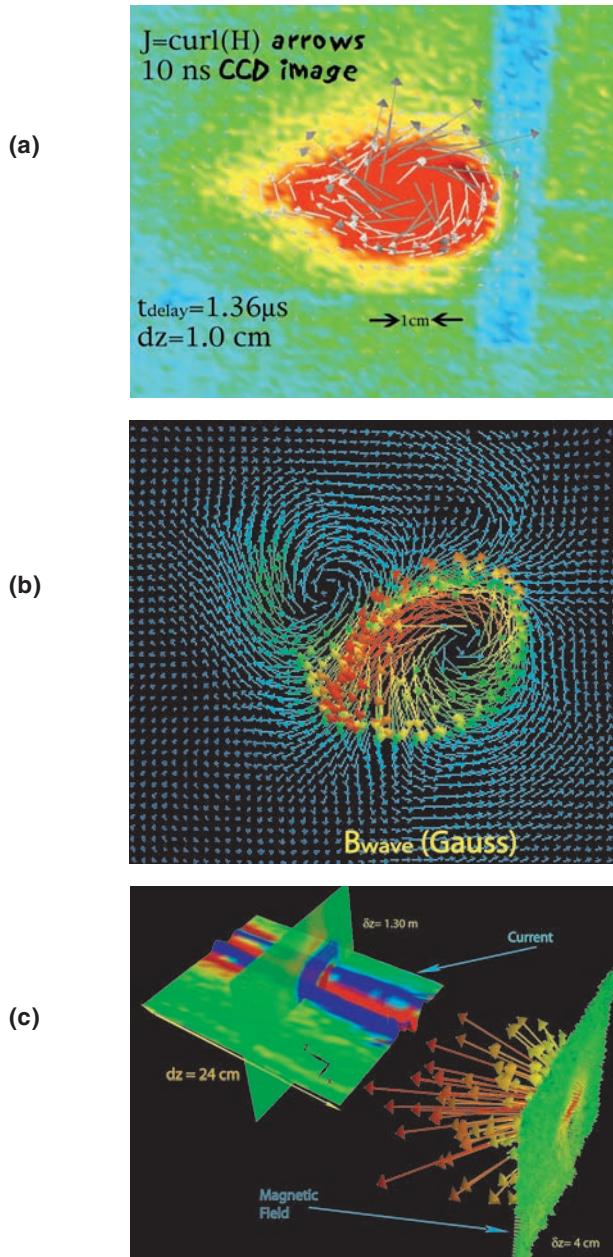 (a)
J=curl(H) arrows
10 ns CCD image
tdelay=1.36μs
dz=1.0 cm
1cm
(b)
Bwave (Gauss)
(c)
δz= 1.30 m
Current
dz = 24 cm
Magnetic
Field
δz= 4 cm